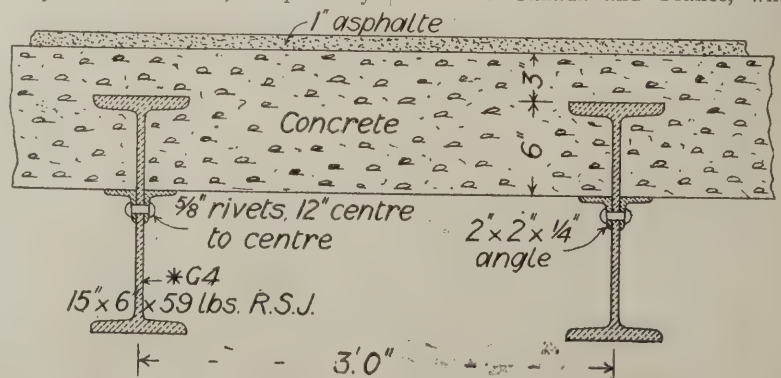 1" asphalte
3"
Concrete
6"
5/8" rivets, 12" centre
to centre
2" x 2" x 1/4"
angle
*G4
15" x 6" x 59 lbs. R.S.J.
3'.0"